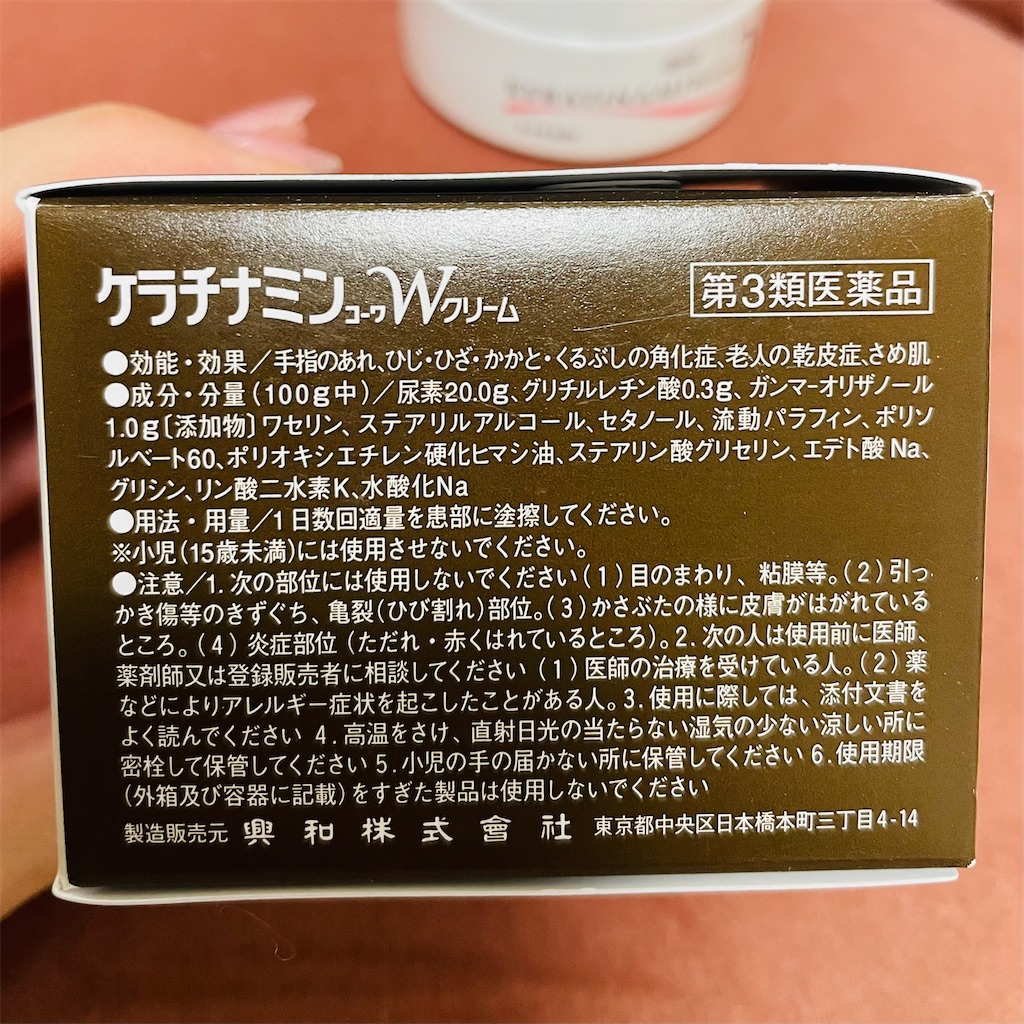 ケラチナミンコーワWクリーム
第3類医薬品
●効能・効果/手指のあれ、ひじ・ひざ・かかと・くるぶしの角化症、老人の乾皮症、さめ肌
●成分・分量(100g中)/尿素20.0g、グリチルレチン酸0.3g、ガンマ-オリザノール
1.0g〔添加物〕ワセリン、ステアリルアルコール、セタノール、流動パラフィン、ポリソ
ルベート60、ポリオキシエチレン硬化ヒマシ油、ステアリン酸グリセリン、エデト酸Na、
グリシン、リン酸二水素K、水酸化Na
●用法・用量/1日数回適量を患部に塗擦してください。
※小児(15歳未満)には使用させないでください。
●注意/1.次の部位には使用しないでください(1)目のまわり、粘膜等。(2)引っ
かき傷等のきずぐち、亀裂(ひび割れ)部位。(3)かさぶたの様に皮膚がはがれている
ところ。(4)炎症部位(ただれ・赤くはれているところ)。2.次の人は使用前に医師、
薬剤師又は登録販売者に相談してください(1)医師の治療を受けている人。(2)薬
などによりアレルギー症状を起こしたことがある人。3.使用に際しては、添付文書を
よく読んでください 4.高温をさけ、直射日光の当たらない湿気の少ない涼しい所に
密栓して保管してください 5.小児の手の届かない所に保管してください 6.使用期限
(外箱及び容器に記載)をすぎた製品は使用しないでください
製造販売元 興和株式會社 東京都中央区日本橋本町三丁目4-14